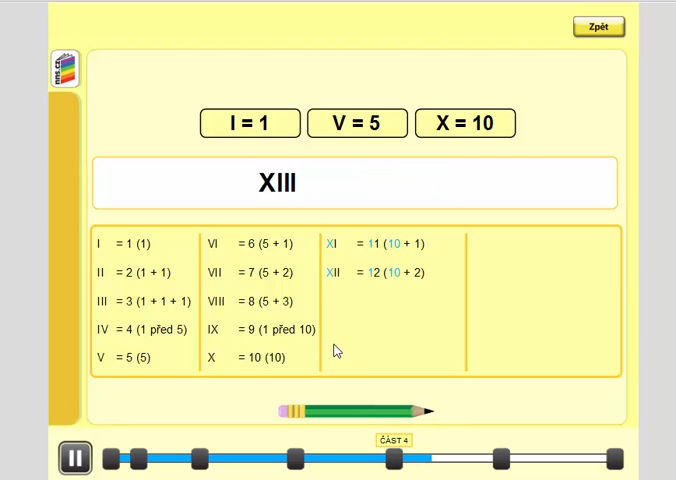 Zpět
nns.cz
I = 1
V = 5
X = 10
XIII
I = 1 (1)
II = 2 (1 + 1)
III = 3 (1 + 1 + 1)
IV = 4 (1 před 5)
V = 5 (5)
VI = 6 (5 + 1)
VII = 7 (5 + 2)
VIII = 8 (5 + 3)
IX = 9 (1 před 10)
X = 10 (10)
XI = 11 (10 + 1)
XII = 12 (10 + 2)
ČÁST 4